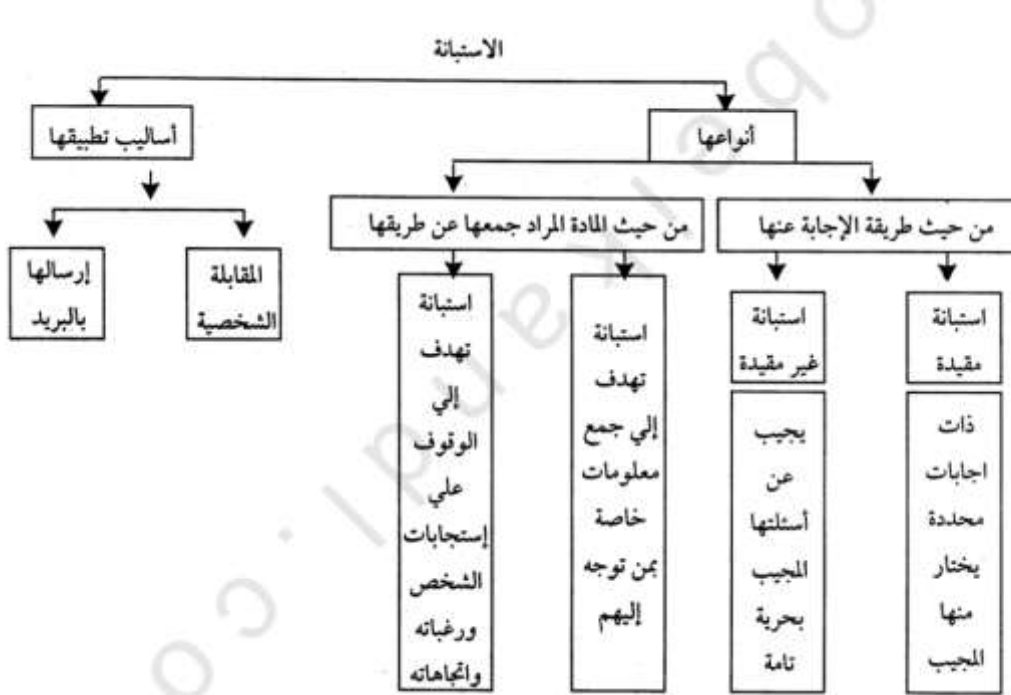 الاستبانة
أنواعها
أساليب تطبيقها
من حيث طريقة الإجابة عنها
من حيث المادة المراد جمعها عن طريقها
المقابلة
الشخصية
إرسالها
بالبريد
استبانة
مقيدة
ذات
اجابات
محددة
يختار
منها
المجيب
استبانة
غير مقيدة
يجيب
عن
أسئلتها
المجيب
بحرية
تامة
استبانة
تهدف
إلي جمع
معلومات
خاصة
بمن توجه
إليهم
استبانة
تهدف
إلي
الوقوف
علي
إستجابات
الشخص
ورغباته
واتجاهاته